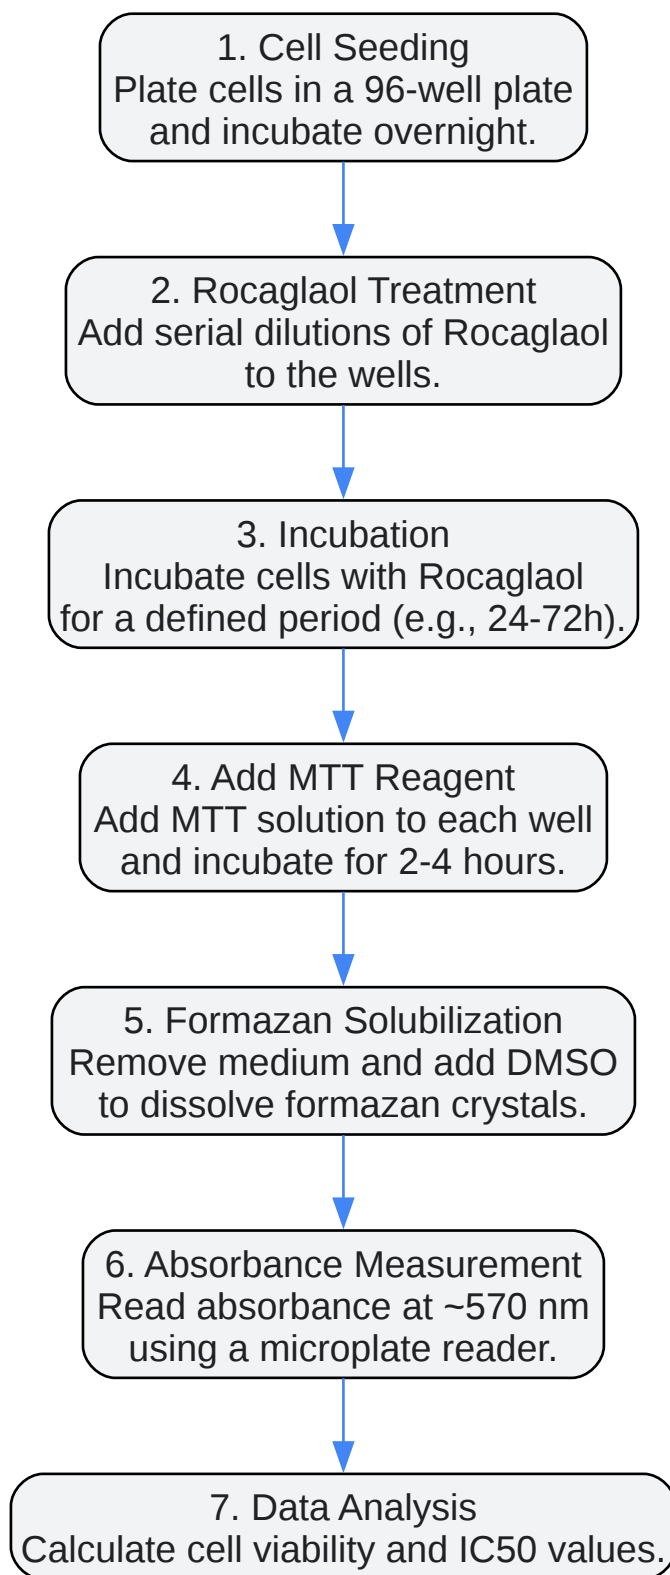 1. Cell Seeding
Plate cells in a 96-well plate
and incubate overnight.
2. Rocaglaol Treatment
Add serial dilutions of Rocaglaol
to the wells.
3. Incubation
Incubate cells with Rocaglaol
for a defined period (e.g., 24-72h).
4. Add MTT Reagent
Add MTT solution to each well
and incubate for 2-4 hours.
5. Formazan Solubilization
Remove medium and add DMSO
to dissolve formazan crystals.
6. Absorbance Measurement
Read absorbance at ~570 nm
using a microplate reader.
7. Data Analysis
Calculate cell viability and IC50 values.